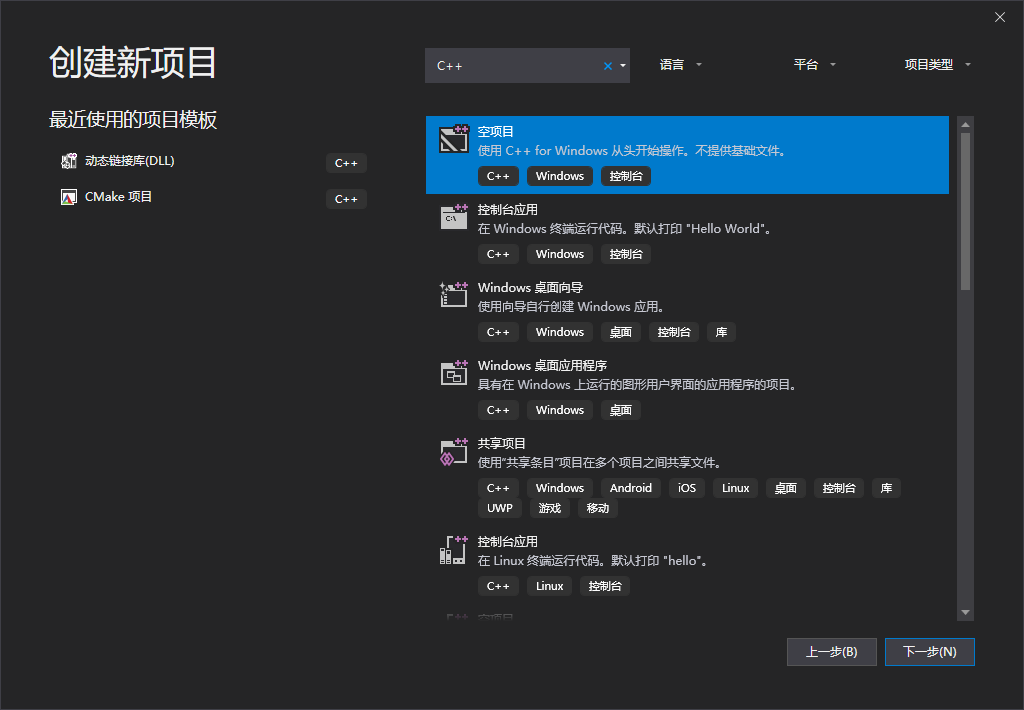 创建新项目
最近使用的项目模板
动态链接库(DLL) C++
CMake 项目 C++
C++ 语言 平台 项目类型
空项目
使用 C++ for Windows 从头开始操作。不提供基础文件。
C++ Windows 控制台
控制台应用
在 Windows 终端运行代码。默认打印 "Hello World"。
C++ Windows 控制台
Windows 桌面向导
使用向导自行创建 Windows 应用。
C++ Windows 桌面 控制台 库
Windows 桌面应用程序
具有在 Windows 上运行的图形用户界面的应用程序的项目。
C++ Windows 桌面
共享项目
使用“共享条目”项目在多个项目之间共享文件。
C++ Windows Android iOS Linux 桌面 控制台 库
UWP 游戏 移动
控制台应用
在 Linux 终端运行代码。默认打印 "hello"。
C++ Linux 控制台
空项目
上一步(B) 下一步(N)